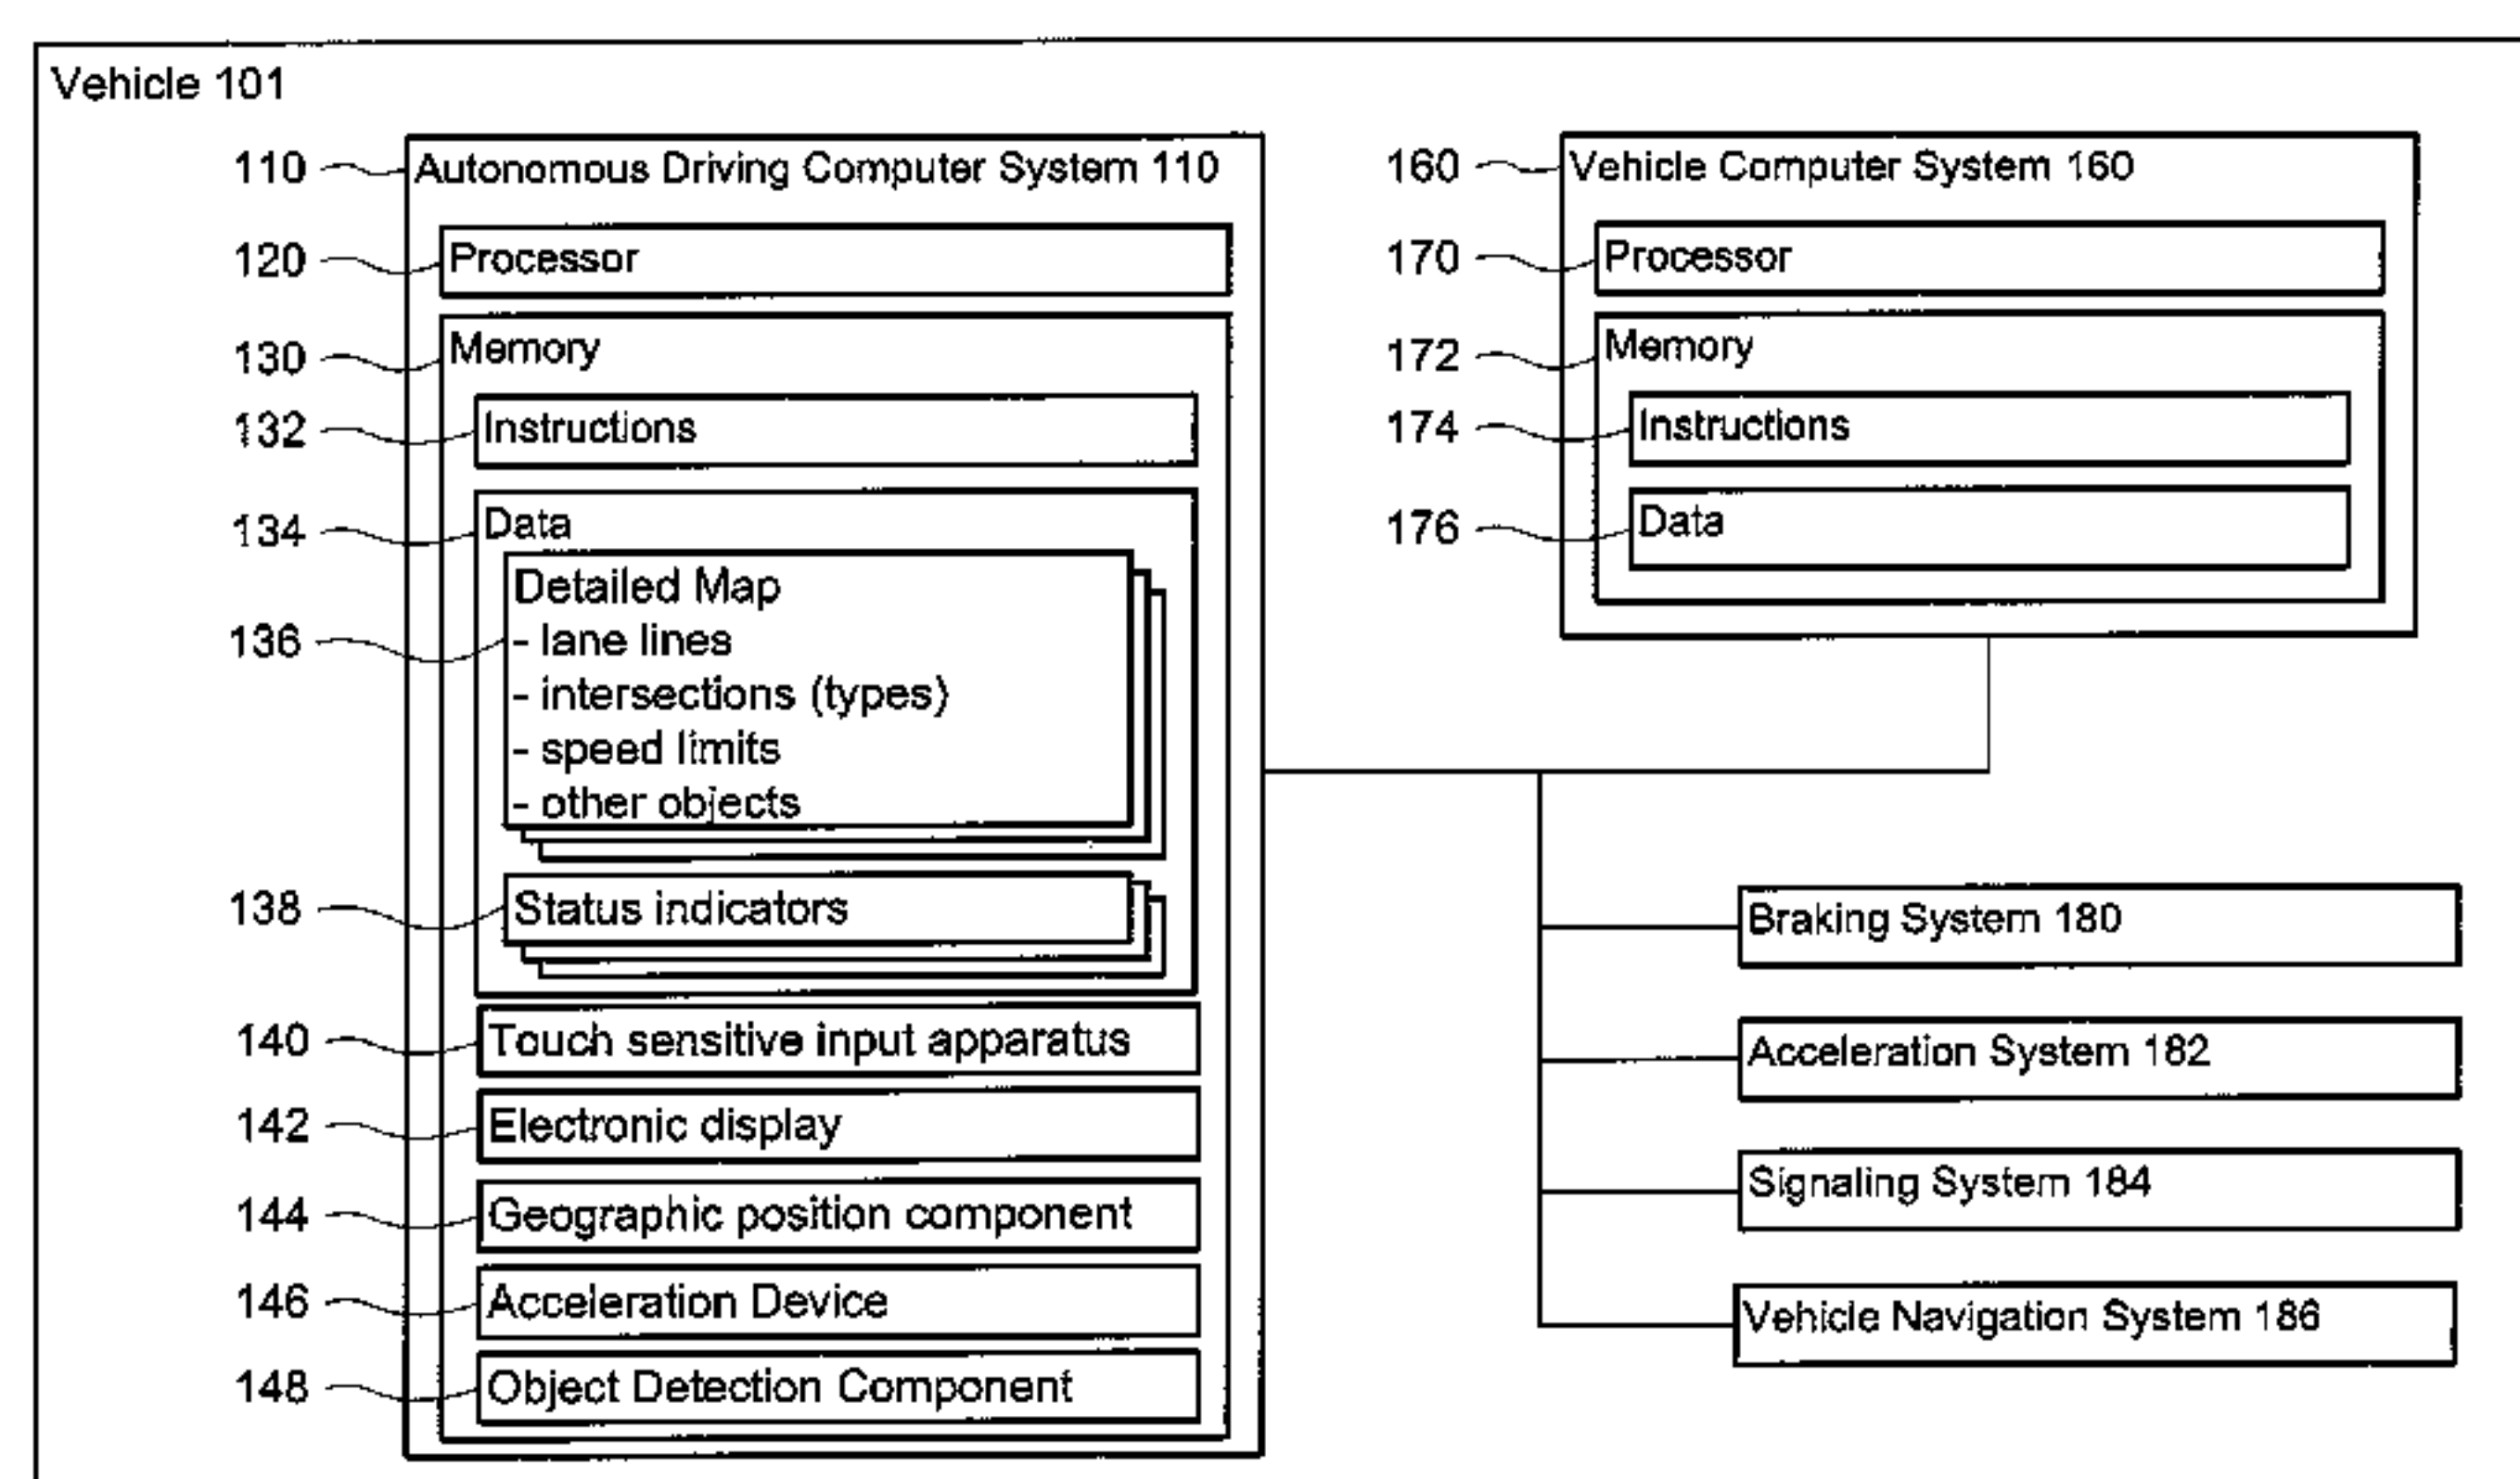 Vehicle 101
110 Autonomous Driving Computer System 110
120 Processor
130 Memory
132 Instructions
134 Data
Detailed Map
136 - lane lines
- intersections (types)
- speed limits
- other objects
138 Status indicators
140 Touch sensitive input apparatus
142 Electronic display
144 Geographic position component
146 Acceleration Device
148 Object Detection Component
160 Vehicle Computer System 160
170 Processor
172 Memory
174 Instructions
176 Data
Braking System 180
Acceleration System 182
Signaling System 184
Vehicle Navigation System 186